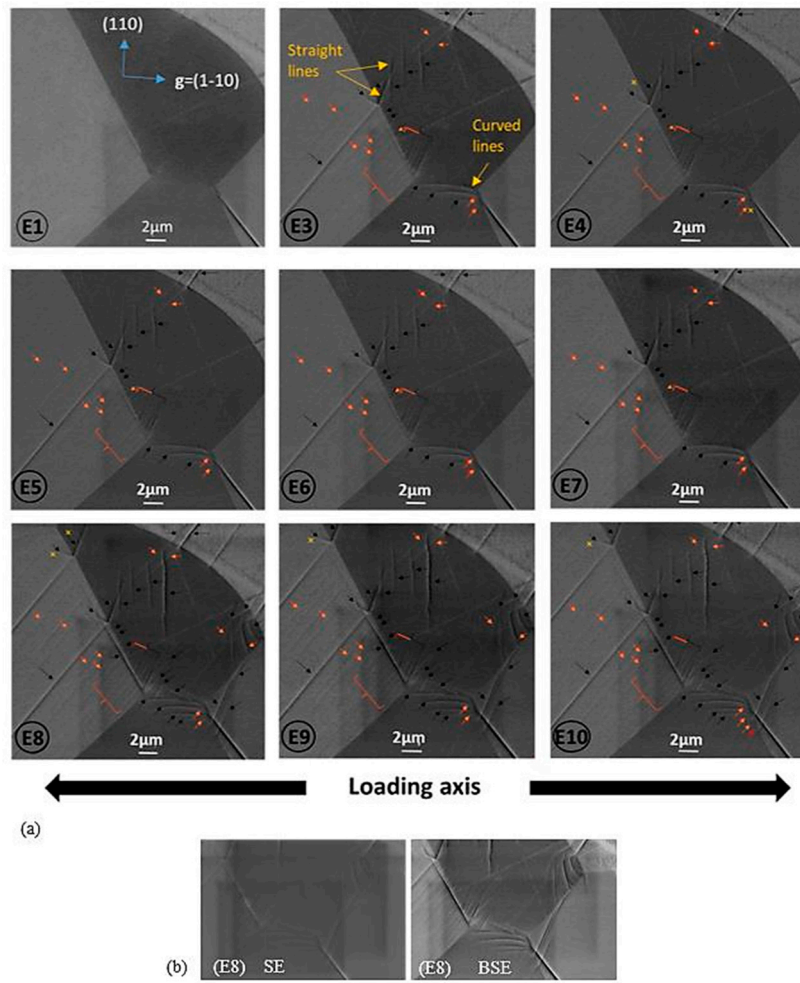 (110)
g=(1-10)
E1
2μm
Straight
lines
Curved
lines
E3
2μm
E4
2μm
E5
2μm
E6
2μm
E7
2μm
E8
2μm
E9
2μm
E10
2μm
Loading axis
(a)
(b)
(E8) SE
(E8) BSE